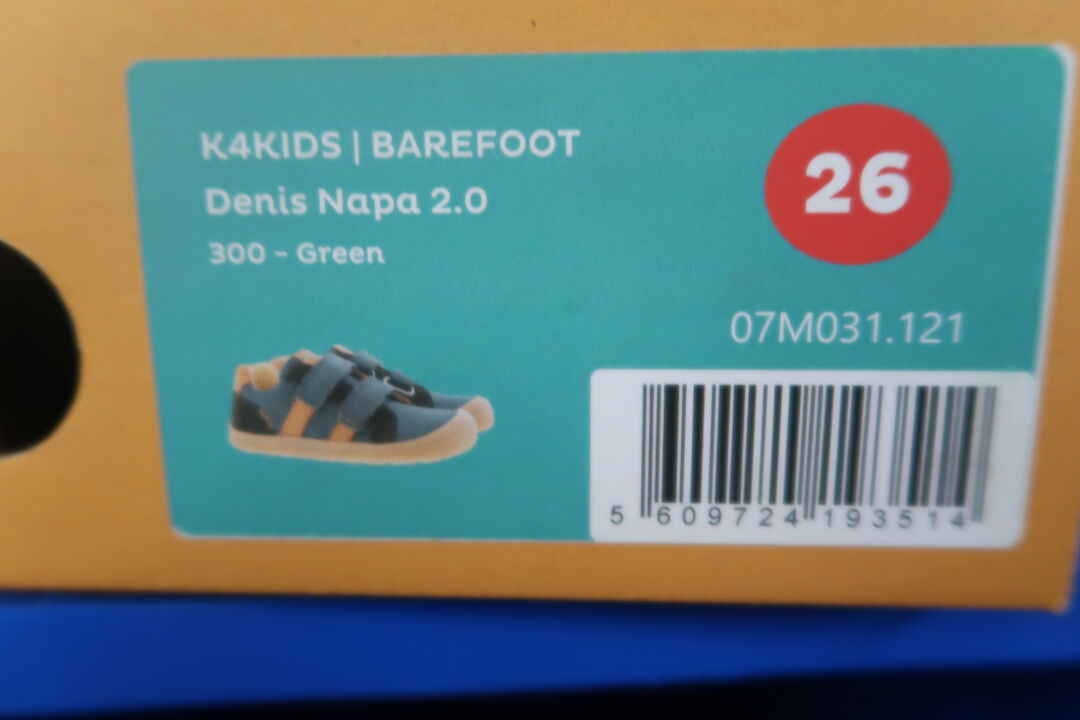 K4KIDS | BAREFOOT
Denis Napa 2.0
300 - Green
26
07M031.121
5 609724 193514